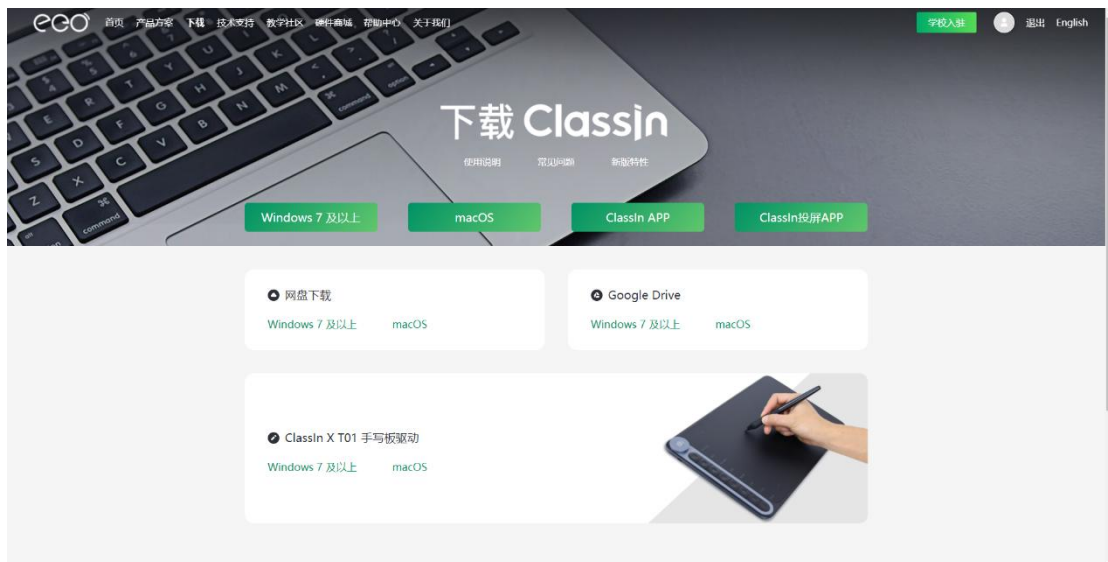 eeo 首页 产品方案 下载 技术支持 教学社区 硬件商城 帮助中心 关于我们 学校入驻 退出 English
下载 ClassIn
使用说明 常见问题 新版特性
Windows 7 及以上 macOS ClassIn APP ClassIn投屏APP
网盘下载 Google Drive
Windows 7 及以上 macOS Windows 7 及以上 macOS
ClassIn X T01 手写板驱动
Windows 7 及以上 macOS